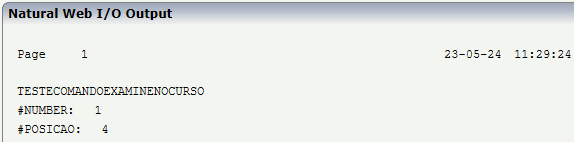 Natural Web I/O Output
Page 1 23-05-24 11:29:24
TESTECOMANDOEXAMINENOCURSO
#NUMBER: 1
#POSICAO: 4